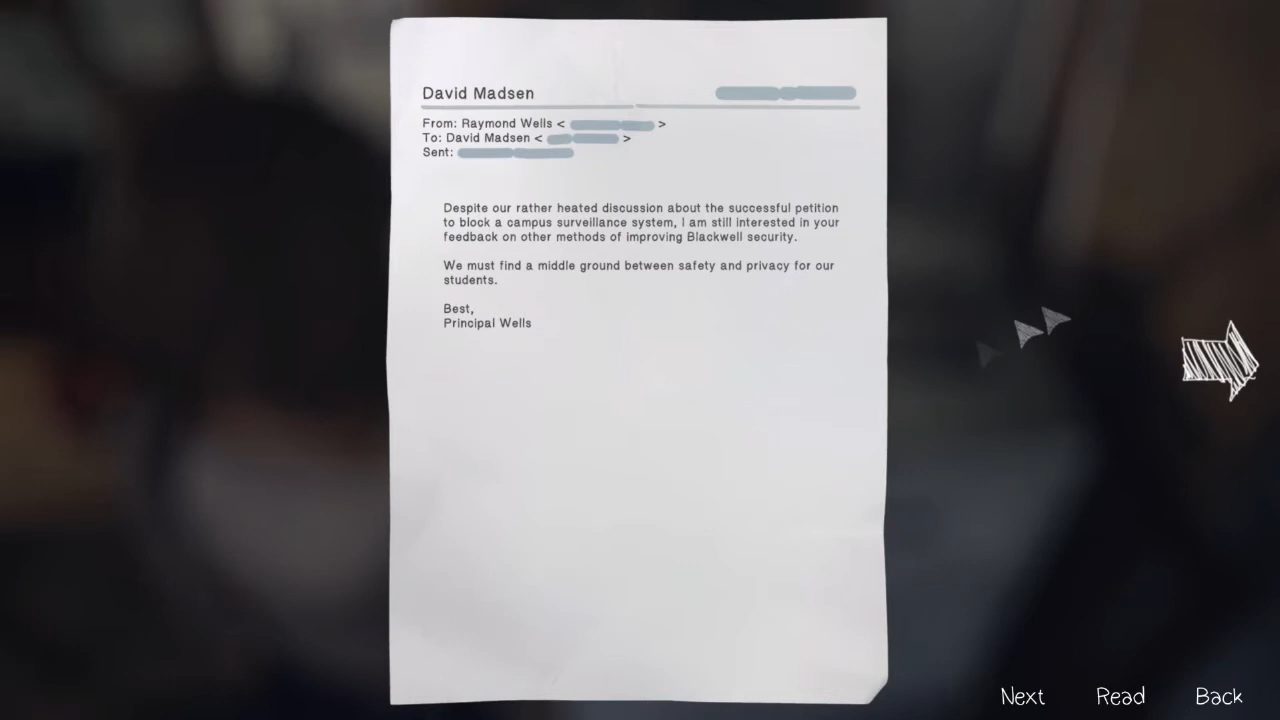 David Madsen
From: Raymond Wells < >
To: David Madsen < >
Sent:
Despite our rather heated discussion about the successful petition
to block a campus surveillance system, I am still interested in your
feedback on other methods of improving Blackwell security.
We must find a middle ground between safety and privacy for our
students.
Best,
Principal Wells
Next Read Back